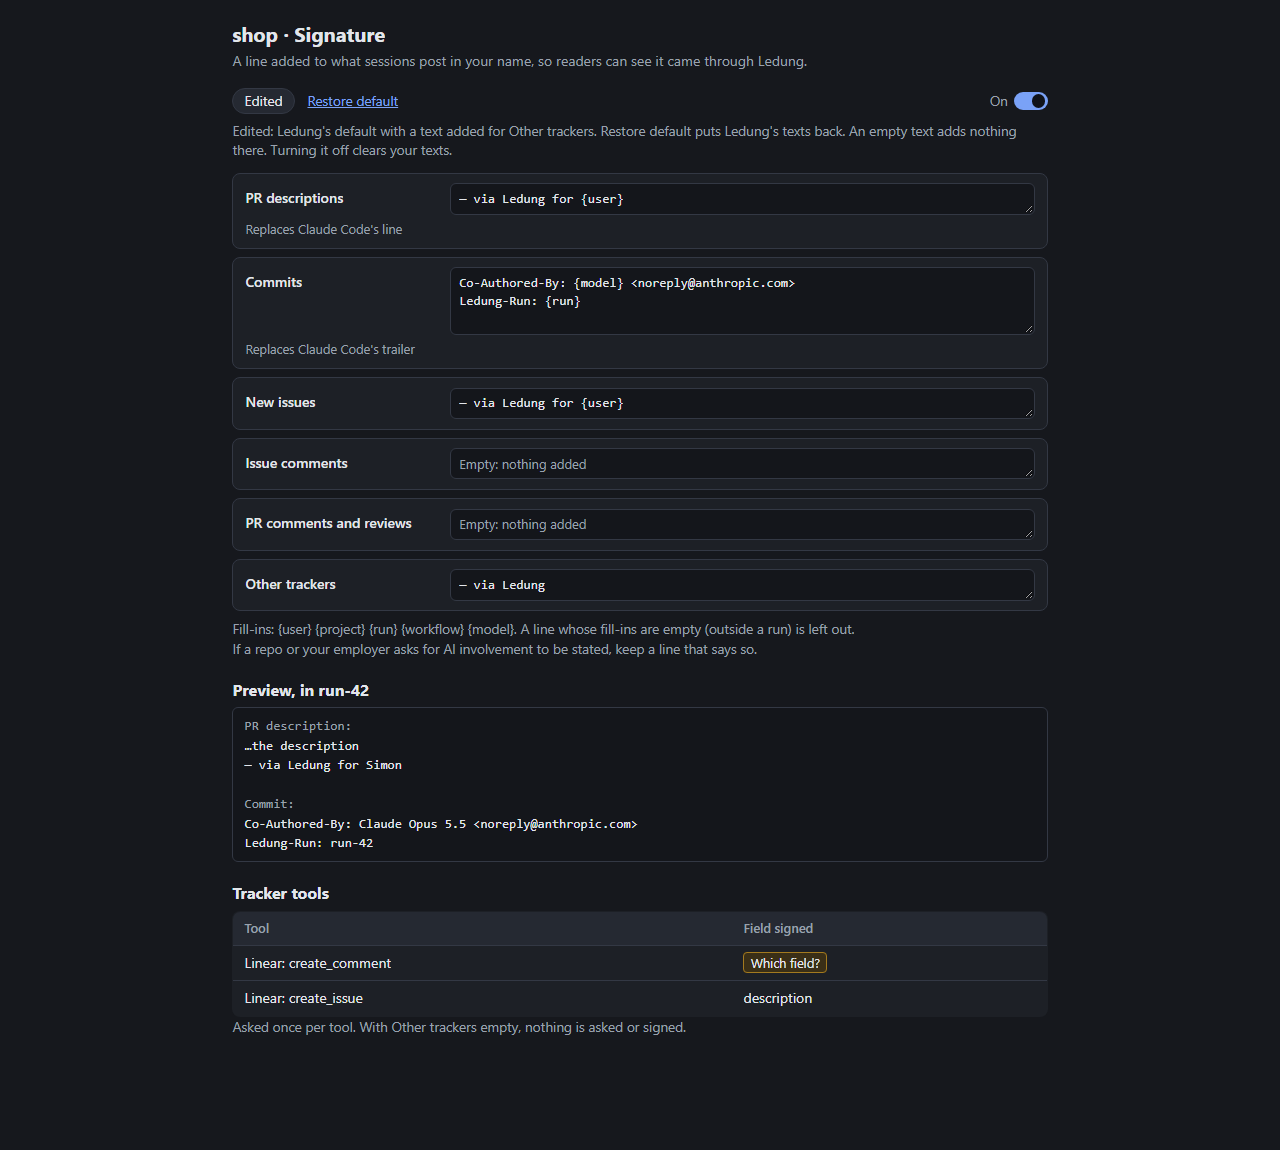 shop · Signature
A line added to what sessions post in your name, so readers can see it came through Ledung.
Edited
Restore default
On
Edited: Ledung's default with a text added for Other trackers. Restore default puts Ledung's texts back. An empty text adds nothing
there. Turning it off clears your texts.
PR descriptions
— via Ledung for {user}
Replaces Claude Code's line
Commits
Co-Authored-By: {model} <noreply@anthropic.com>
Ledung-Run: {run}
Replaces Claude Code's trailer
New issues
— via Ledung for {user}
Issue comments
Empty: nothing added
PR comments and reviews
Empty: nothing added
Other trackers
— via Ledung
Fill-ins: {user} {project} {run} {workflow} {model}. A line whose fill-ins are empty (outside a run) is left out.
If a repo or your employer asks for AI involvement to be stated, keep a line that says so.
Preview, in run-42
PR description:
…the description
— via Ledung for Simon
Commit:
Co-Authored-By: Claude Opus 5.5 <noreply@anthropic.com>
Ledung-Run: run-42
Tracker tools
Tool
Field signed
Linear: create_comment
Which field?
Linear: create_issue
description
Asked once per tool. With Other trackers empty, nothing is asked or signed.